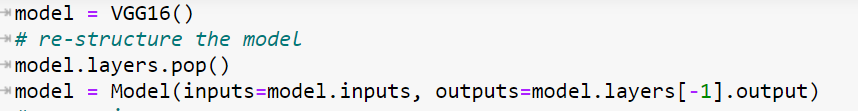 model = VGG16()
# re-structure the model
model.layers.pop()
model = Model(inputs=model.inputs, outputs=model.layers[-1].output)